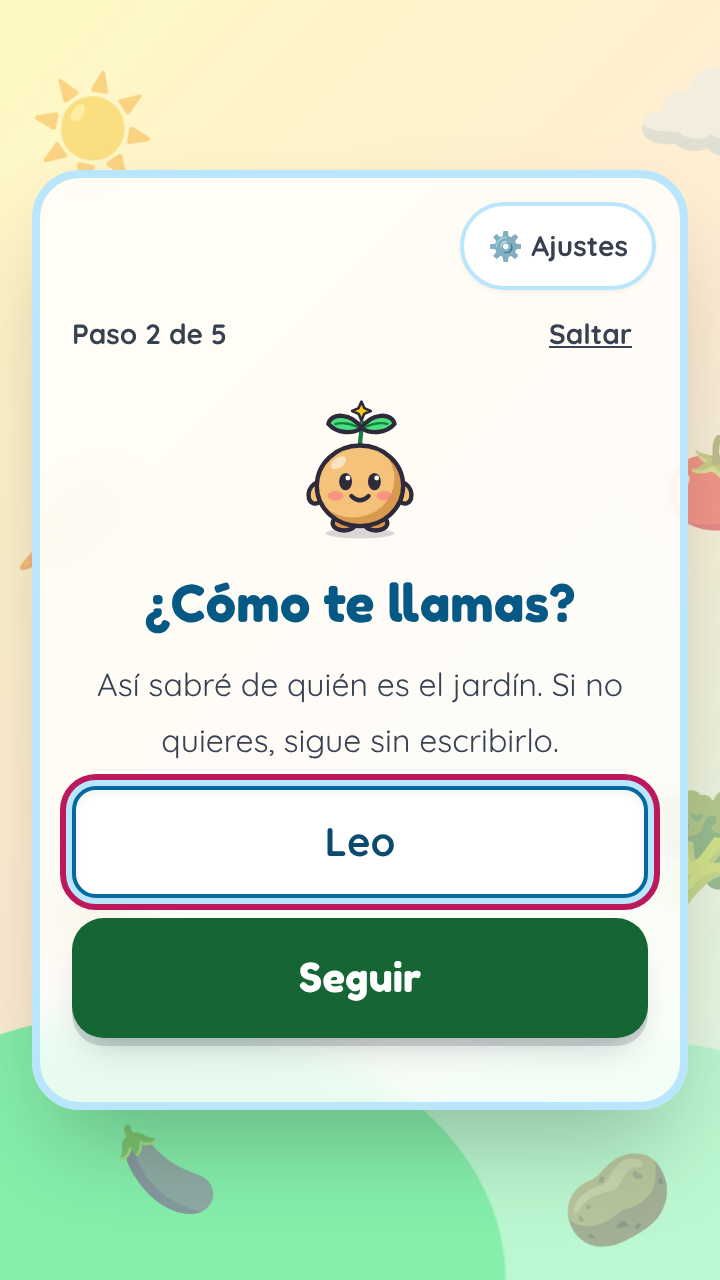 Ajustes
Paso 2 de 5
Saltar
¿Cómo te llamas?
Así sabré de quién es el jardín. Si no
quieres, sigue sin escribirlo.
Leo
Seguir